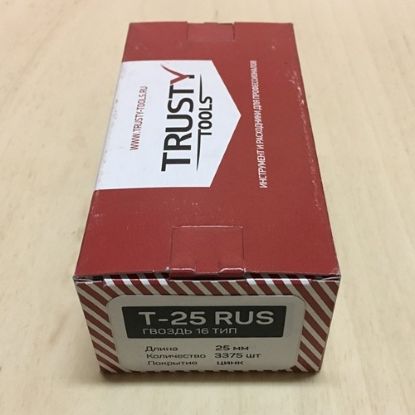 WWW.TRUSTY-TOOLS.RU
TRUSTY
TOOLS
ИНСТРУМЕНТ И РАСХОДНИКИ ДЛЯ ПРОФЕССИОНАЛОВ
T-25 RUS
ГВОЗДЬ 16 ТИП
Длина 25 мм
Количество 3375 шт
Покрытие цинк